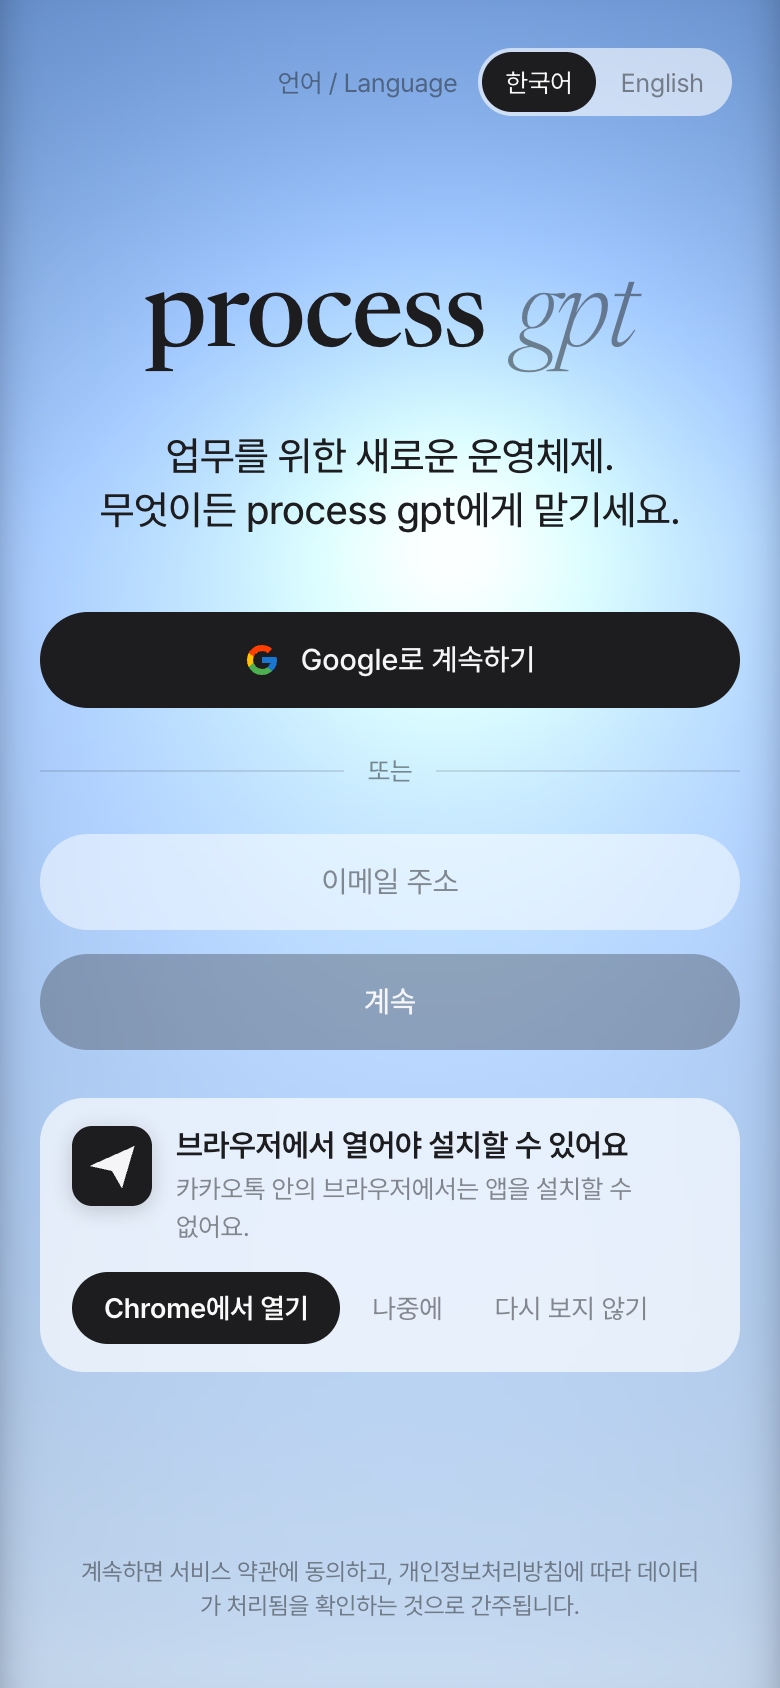 언어 / Language 한국어 English
process gpt
업무를 위한 새로운 운영체제.
무엇이든 process gpt에게 맡기세요.
Google로 계속하기
또는
이메일 주소
계속
브라우저에서 열어야 설치할 수 있어요
카카오톡 안의 브라우저에서는 앱을 설치할 수
없어요.
Chrome에서 열기 나중에 다시 보지 않기
계속하면 서비스 약관에 동의하고, 개인정보처리방침에 따라 데이터
가 처리됨을 확인하는 것으로 간주됩니다.